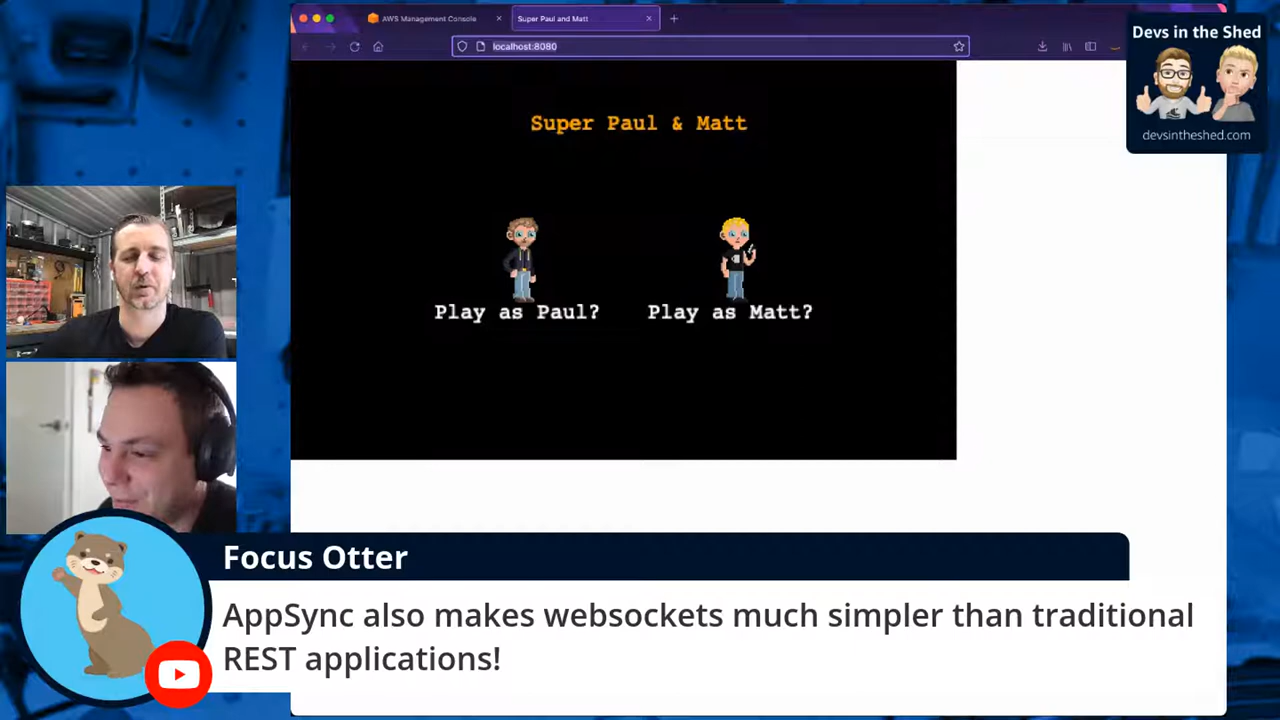 AWS Management Console
Super Paul and Matt
localhost:8080
Devs in the Shed
devsintheshed.com
Super Paul & Matt
Play as Paul?
Play as Matt?
Focus Otter
AppSync also makes websockets much simpler than traditional
REST applications!